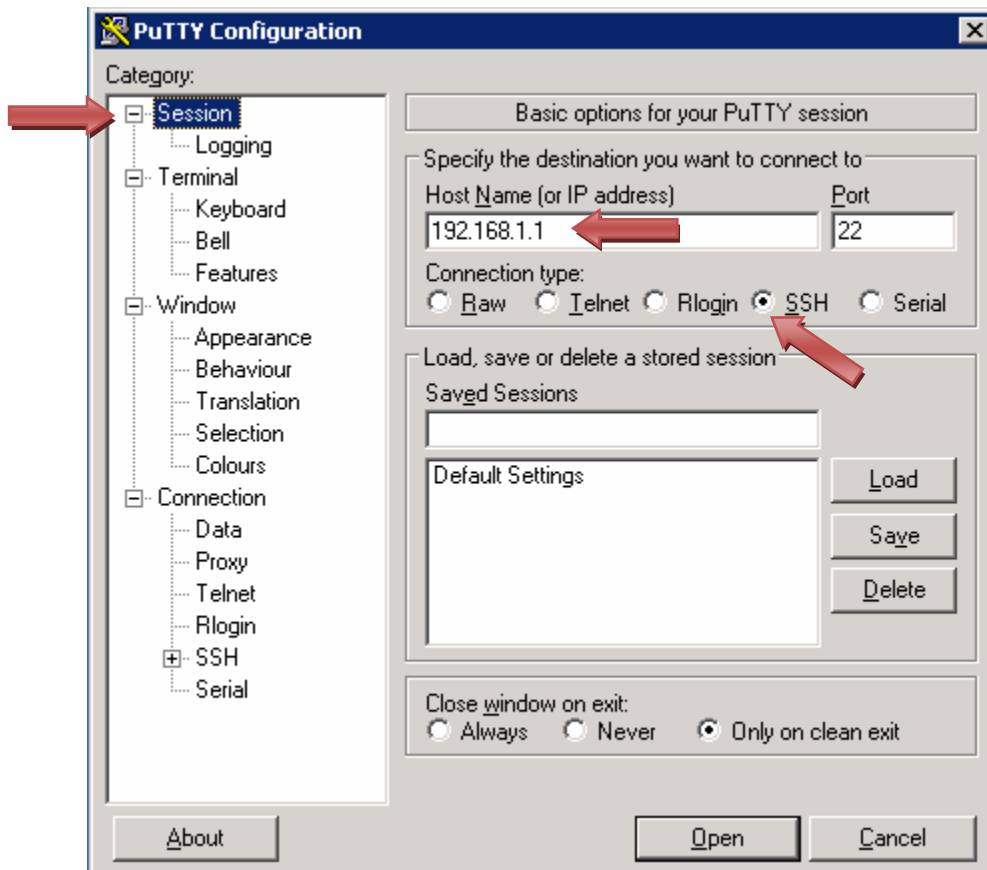 PuTTY Configuration
Category:
Session
Logging
Terminal
Keyboard
Bell
Features
Window
Appearance
Behaviour
Translation
Selection
Colours
Connection
Data
Proxy
Telnet
Rlogin
SSH
Serial
Basic options for your PuTTY session
Specify the destination you want to connect to
Host Name (or IP address) Port
192.168.1.1 22
Connection type:
Raw Telnet Rlogin SSH Serial
Load, save or delete a stored session
Saved Sessions
Default Settings
Load
Save
Delete
Close window on exit:
Always Never Only on clean exit
About Open Cancel